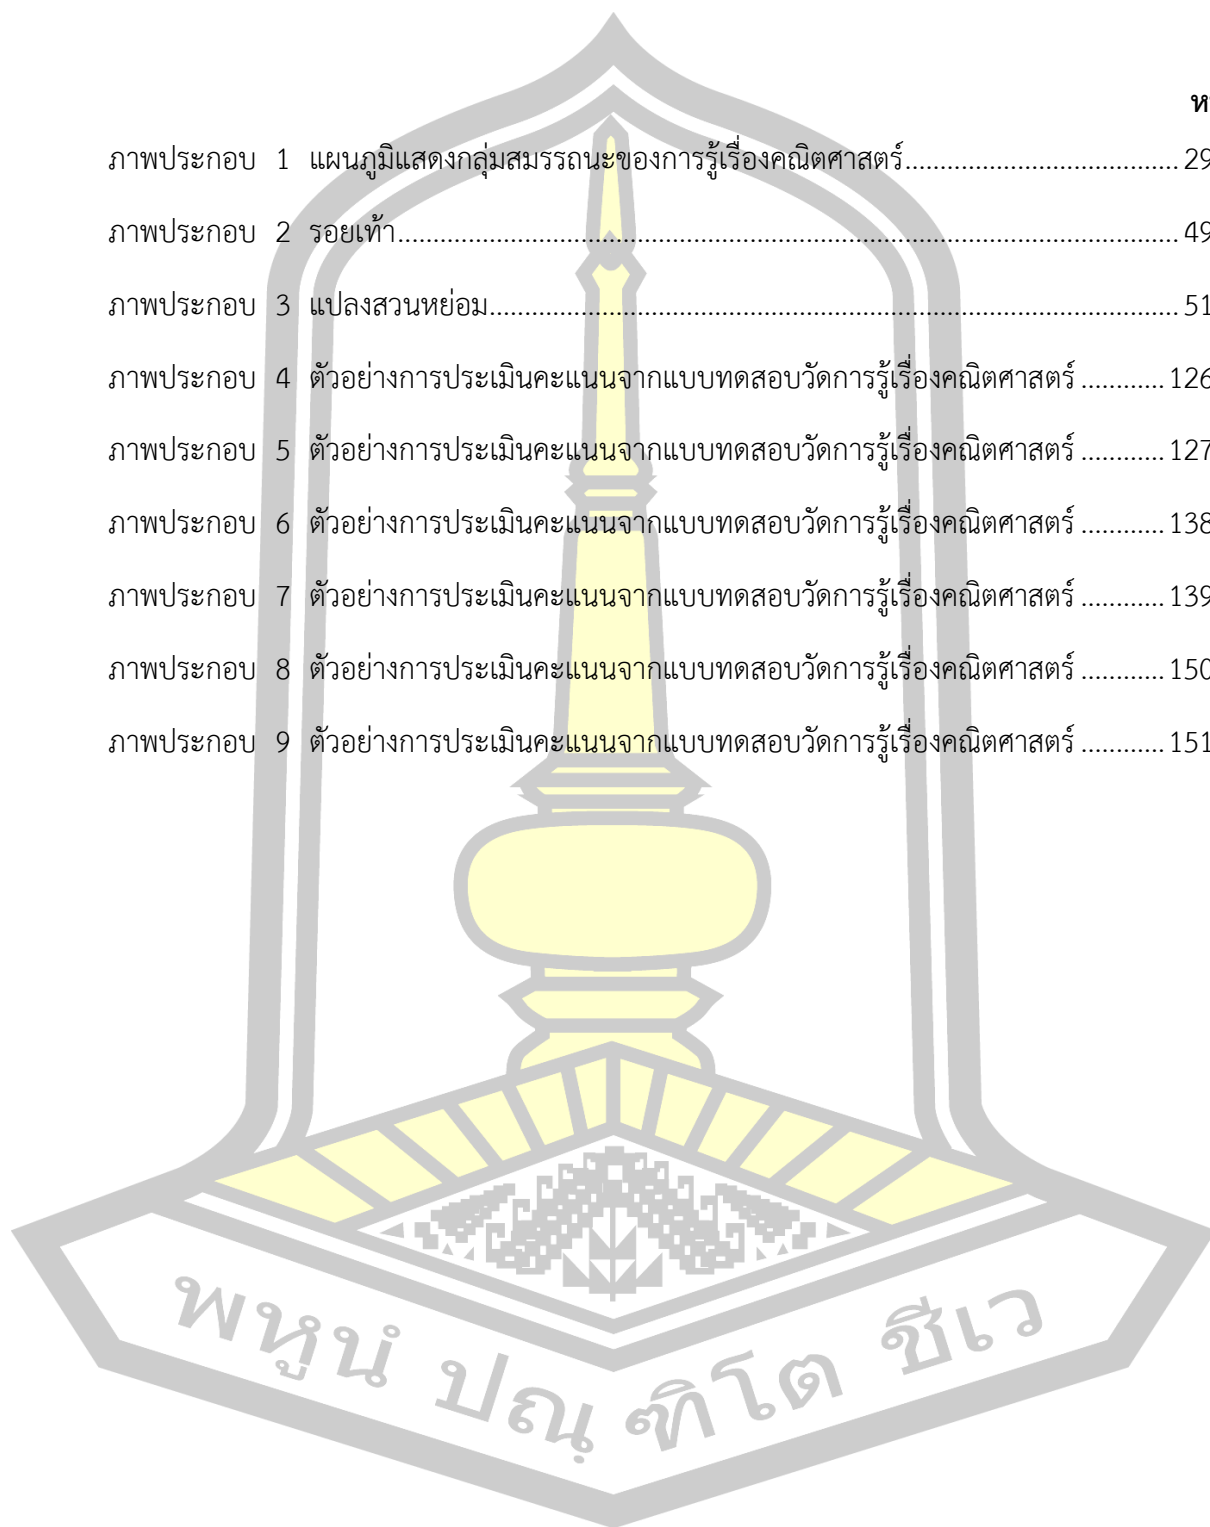 ภาพประกอบ 1 แผนภูมิแสดงกลุ่มสมรรถนะของการรู้เรื่องคณิตศาสตร์................................ 29
ภาพประกอบ 2 รอยเท้า............................................................................................ 49
ภาพประกอบ 3 แปลงสวนหย่อม................................................................................. 51
ภาพประกอบ 4 ตัวอย่างการประเมินคะแนนจากแบบทดสอบวัดการรู้เรื่องคณิตศาสตร์ ............ 126
ภาพประกอบ 5 ตัวอย่างการประเมินคะแนนจากแบบทดสอบวัดการรู้เรื่องคณิตศาสตร์ ............ 127
ภาพประกอบ 6 ตัวอย่างการประเมินคะแนนจากแบบทดสอบวัดการรู้เรื่องคณิตศาสตร์ ............ 138
ภาพประกอบ 7 ตัวอย่างการประเมินคะแนนจากแบบทดสอบวัดการรู้เรื่องคณิตศาสตร์ ............ 139
ภาพประกอบ 8 ตัวอย่างการประเมินคะแนนจากแบบทดสอบวัดการรู้เรื่องคณิตศาสตร์ ............ 150
ภาพประกอบ 9 ตัวอย่างการประเมินคะแนนจากแบบทดสอบวัดการรู้เรื่องคณิตศาสตร์ ............ 151
พหูนํ ปณฺฑิโต ชีเว